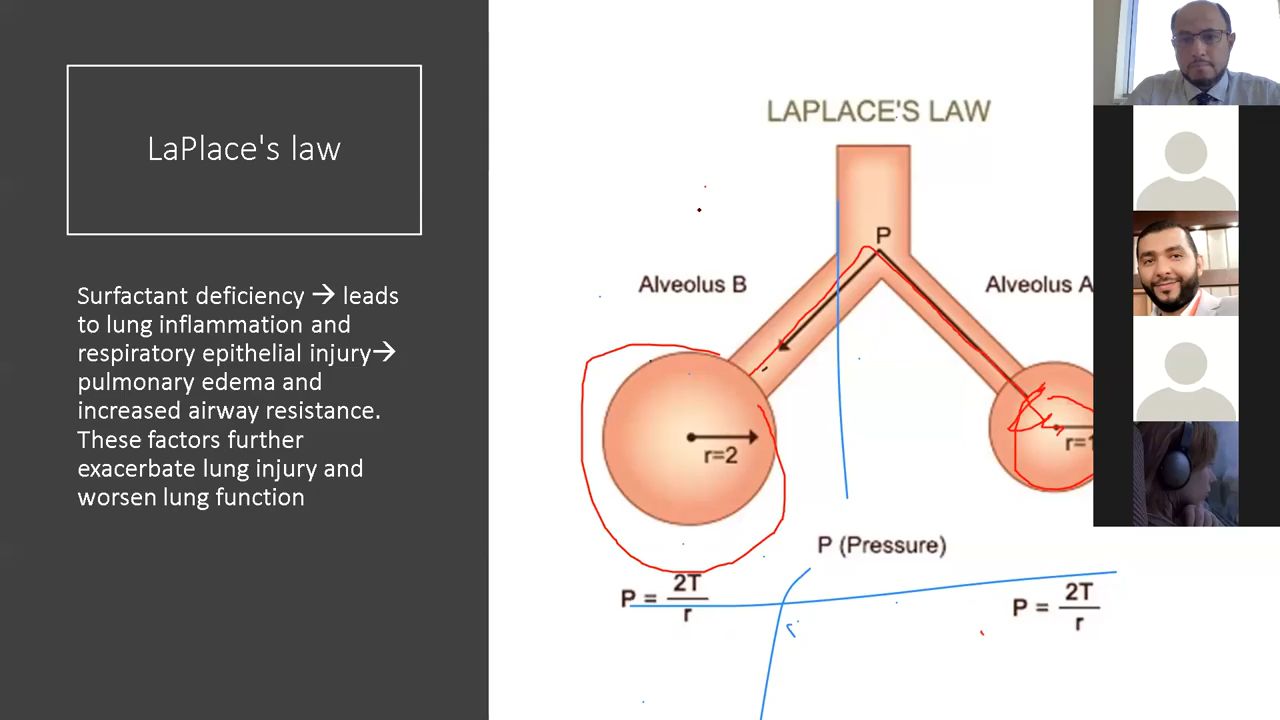 LaPlace's law
Surfactant deficiency → leads
to lung inflammation and
respiratory epithelial injury→
pulmonary edema and
increased airway resistance.
These factors further
exacerbate lung injury and
worsen lung function
LAPLACE'S LAW
P
Alveolus B
Alveolus A
r=2
r=1
P (Pressure)
P = 2T
r
P = 2T
r
r